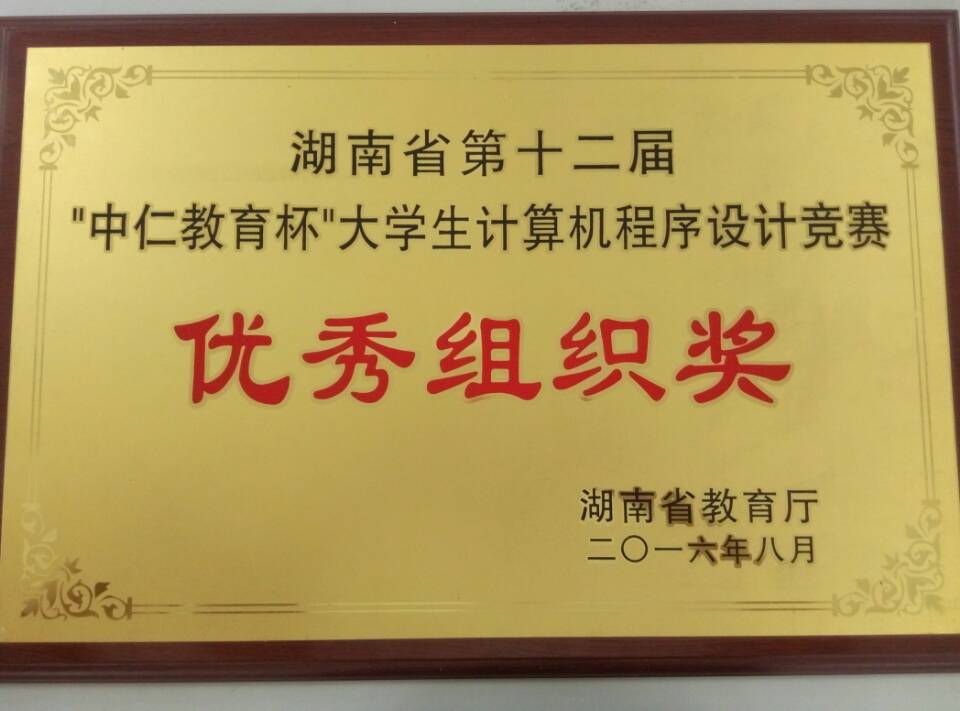 湖南省第十二届
"中仁教育杯"大学生计算机程序设计竞赛
优秀组织奖
湖南省教育厅
二〇一六年八月